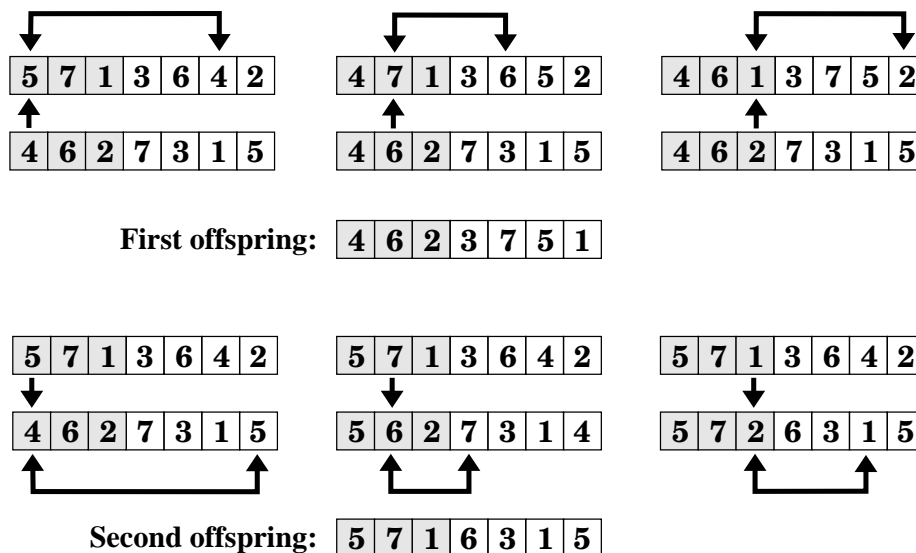 5 7 1 3 6 4 2 4 7 1 3 6 5 2 4 6 1 3 7 5 2
4 6 2 7 3 1 5 4 6 2 7 3 1 5 4 6 2 7 3 1 5
First offspring: 4 6 2 3 7 5 1
5 7 1 3 6 4 2 5 7 1 3 6 4 2 5 7 1 3 6 4 2
4 6 2 7 3 1 5 5 6 2 7 3 1 4 5 7 2 6 3 1 5
Second offspring: 5 7 1 6 3 1 5